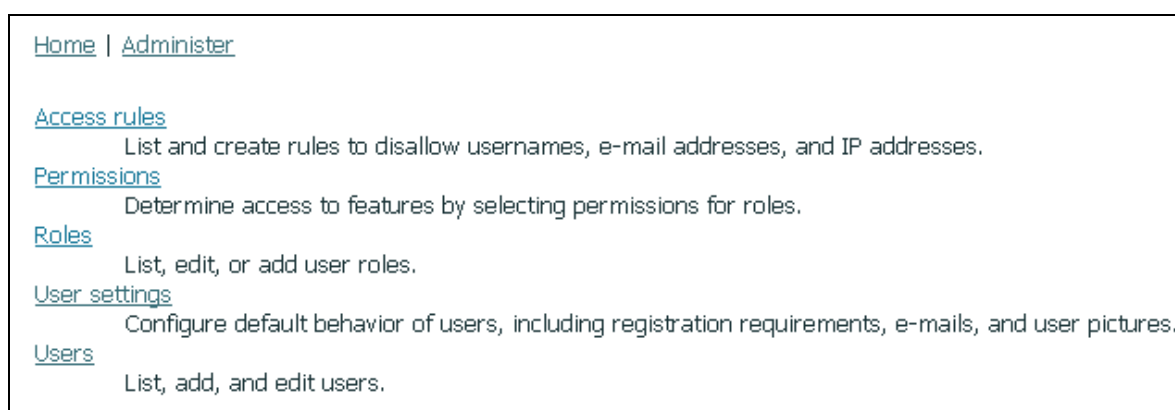 Home | Administer
Access rules
List and create rules to disallow usernames, e-mail addresses, and IP addresses.
Permissions
Determine access to features by selecting permissions for roles.
Roles
List, edit, or add user roles.
User settings
Configure default behavior of users, including registration requirements, e-mails, and user pictures.
Users
List, add, and edit users.